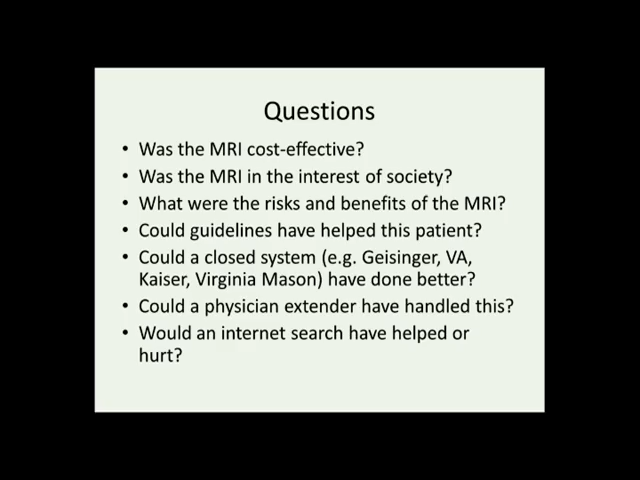 Questions
• Was the MRI cost-effective?
• Was the MRI in the interest of society?
• What were the risks and benefits of the MRI?
• Could guidelines have helped this patient?
• Could a closed system (e.g. Geisinger, VA,
Kaiser, Virginia Mason) have done better?
• Could a physician extender have handled this?
• Would an internet search have helped or
hurt?